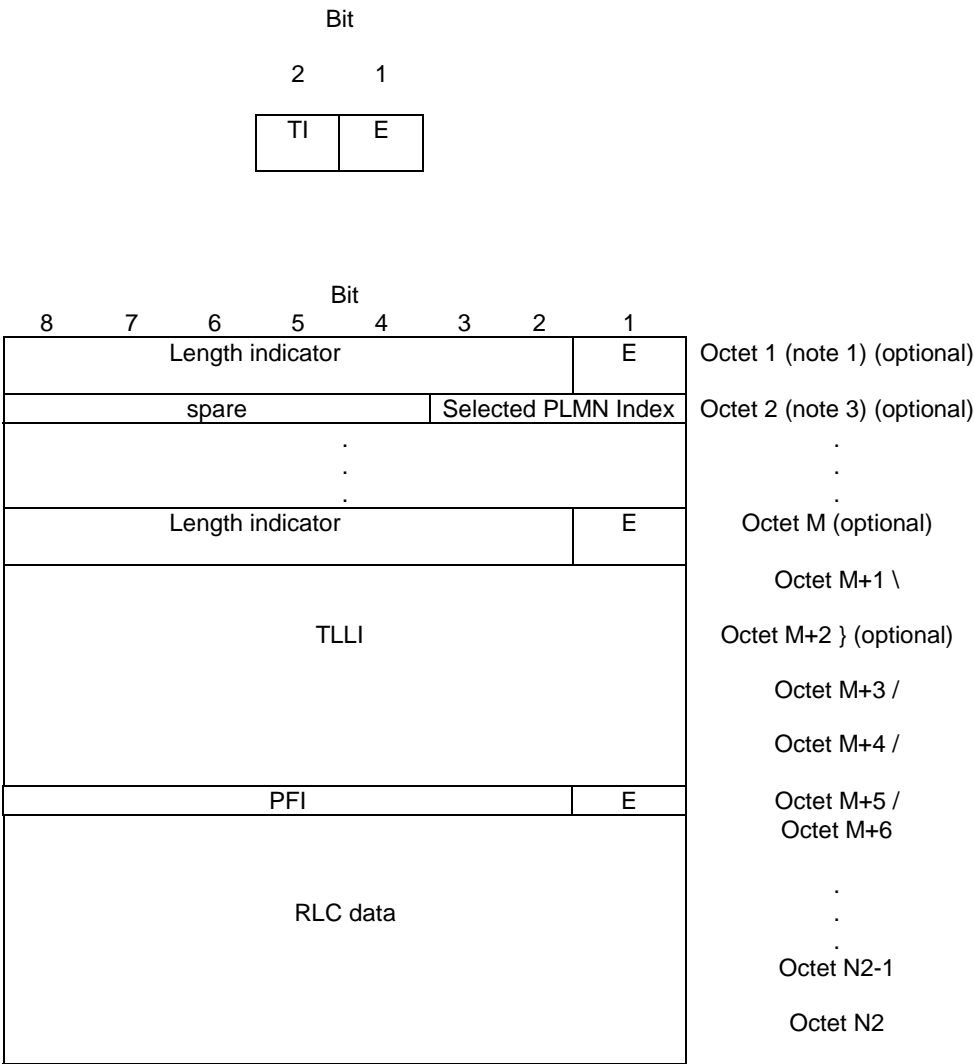 Bit
2 1
TI E
Bit
8 7 6 5 4 3 2 1
Length indicator E Octet 1 (note 1) (optional)
spare Selected PLMN Index Octet 2 (note 3) (optional)
. .
. .
. .
Length indicator E Octet M (optional)
Octet M+1 \
TLLI Octet M+2 } (optional)
Octet M+3 /
Octet M+4 /
PFI E Octet M+5 /
Octet M+6
.
RLC data .
.
Octet N2-1
Octet N2